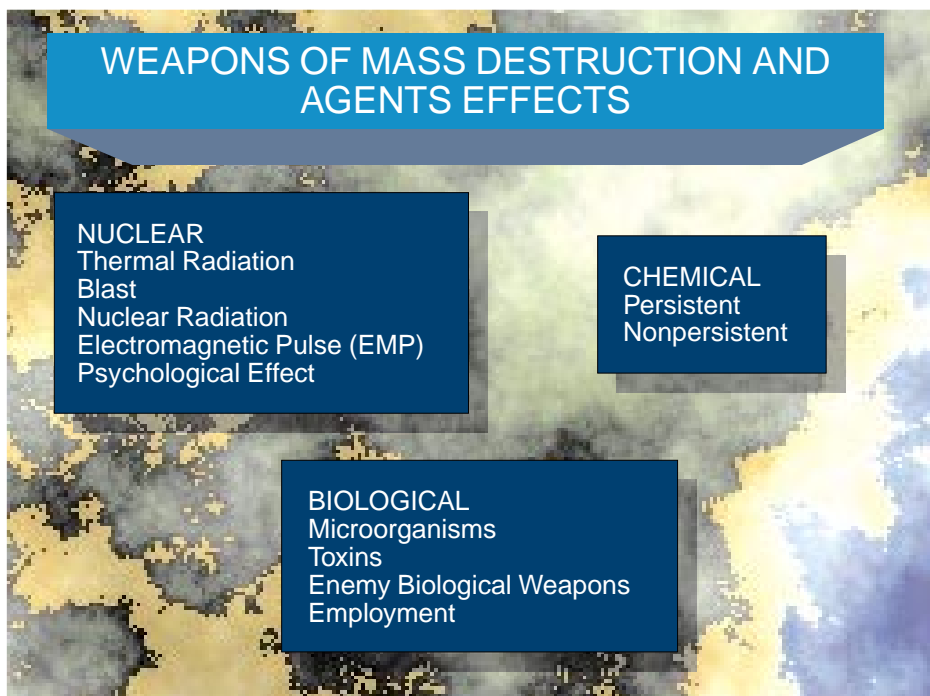 WEAPONS OF MASS DESTRUCTION AND
AGENTS EFFECTS
NUCLEAR
Thermal Radiation
Blast
Nuclear Radiation
Electromagnetic Pulse (EMP)
Psychological Effect
CHEMICAL
Persistent
Nonpersistent
BIOLOGICAL
Microorganisms
Toxins
Enemy Biological Weapons
Employment